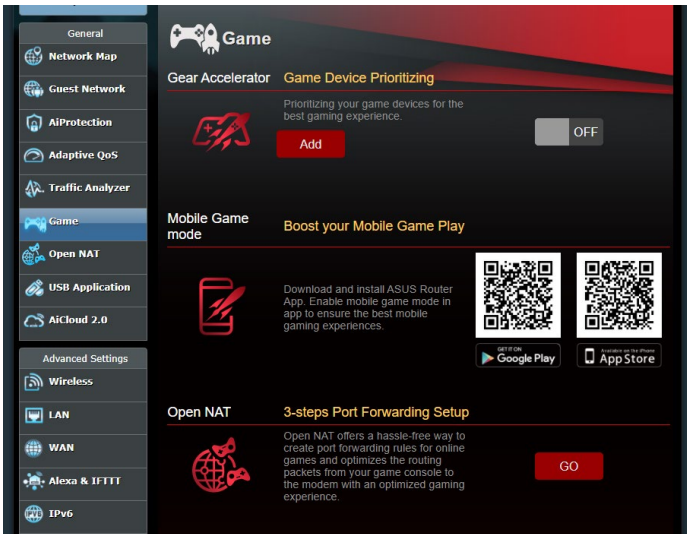 General
Network Map
Guest Network
AiProtection
Adaptive QoS
Traffic Analyzer
Game
Open NAT
USB Application
AiCloud 2.0
Advanced Settings
Wireless
LAN
WAN
Alexa & IFTTT
IPv6
Game
Gear Accelerator
Game Device Prioritizing
Prioritizing your game devices for the
best gaming experience.
Add
OFF
Mobile Game
mode
Boost your Mobile Game Play
Download and install ASUS Router
App. Enable mobile game mode in
app to ensure the best mobile
gaming experiences.
GET IT ON
Google Play
Available on the iPhone
App Store
Open NAT
3-steps Port Forwarding Setup
Open NAT offers a hassle-free way to
create port forwarding rules for online
games and optimizes the routing
packets from your game console to
the modem with an optimized gaming
experience.
GO